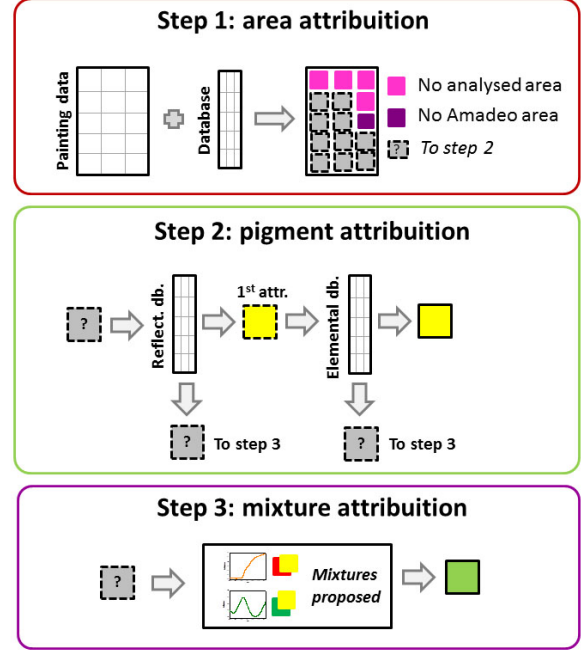 Step 1: area attribuition
Painting data
Database
No analysed area
No Amadeo area
?
To step 2
Step 2: pigment attribuition
?
Reflect. db.
1st attr.
Elemental db.
?
To step 3
?
To step 3
Step 3: mixture attribuition
?
Mixtures
proposed